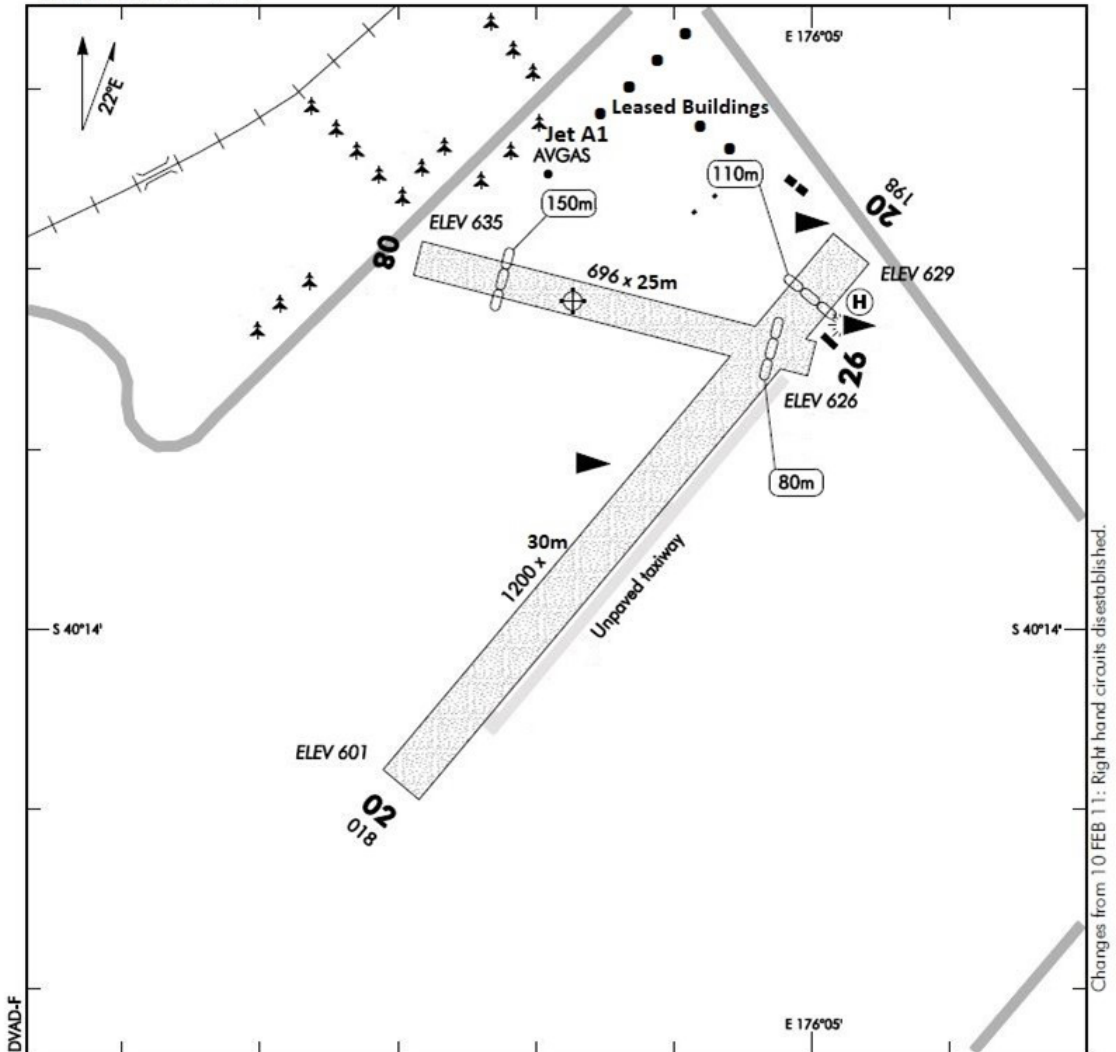 E 176°05'
22°E
Leased Buildings
Jet A1
AVGAS
110m
150m
20
198
ELEV 635
08
ELEV 629
696 x 25m
H
26
ELEV 626
80m
30m
1200 x
Unpaved taxiway
S 40°14'
S 40°14'
ELEV 601
02
018
E 176°05'
DVAD-F
Changes from 10 FEB 11: Right hand circuits disestablished.